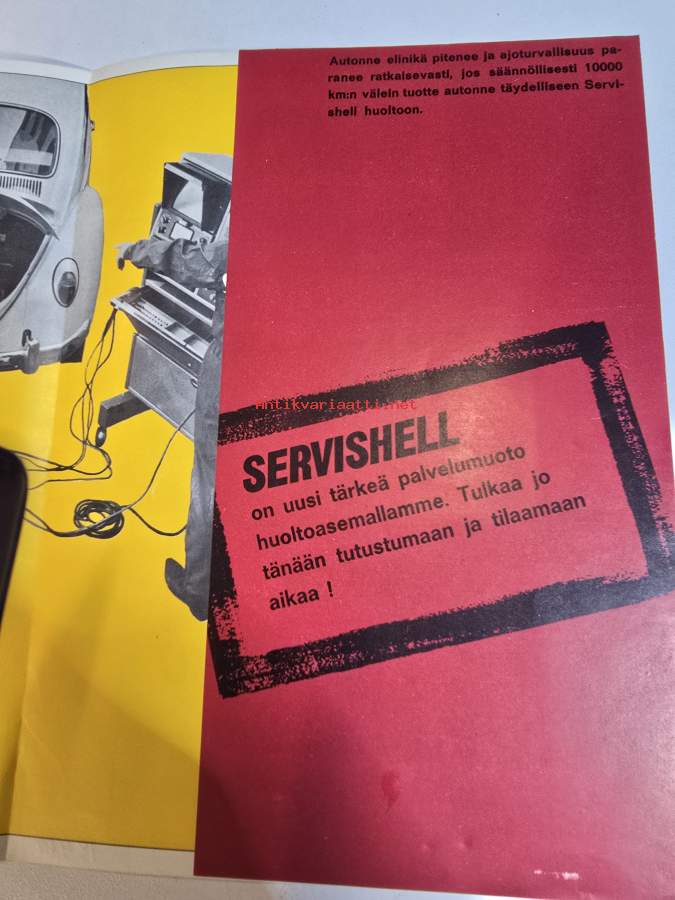 Autonne elinikä pitenee ja ajoturvallisuus pa-
ranee ratkaisevasti, jos säännöllisesti 10000
km:n välein tuotte autonne täydelliseen Servi-
shell huoltoon.
antikvariaatti.net
SERVISHELL
on uusi tärkeä palvelumuoto
huoltoasemallamme. Tulkaa jo
tänään tutustumaan ja tilaamaan
aikaa !